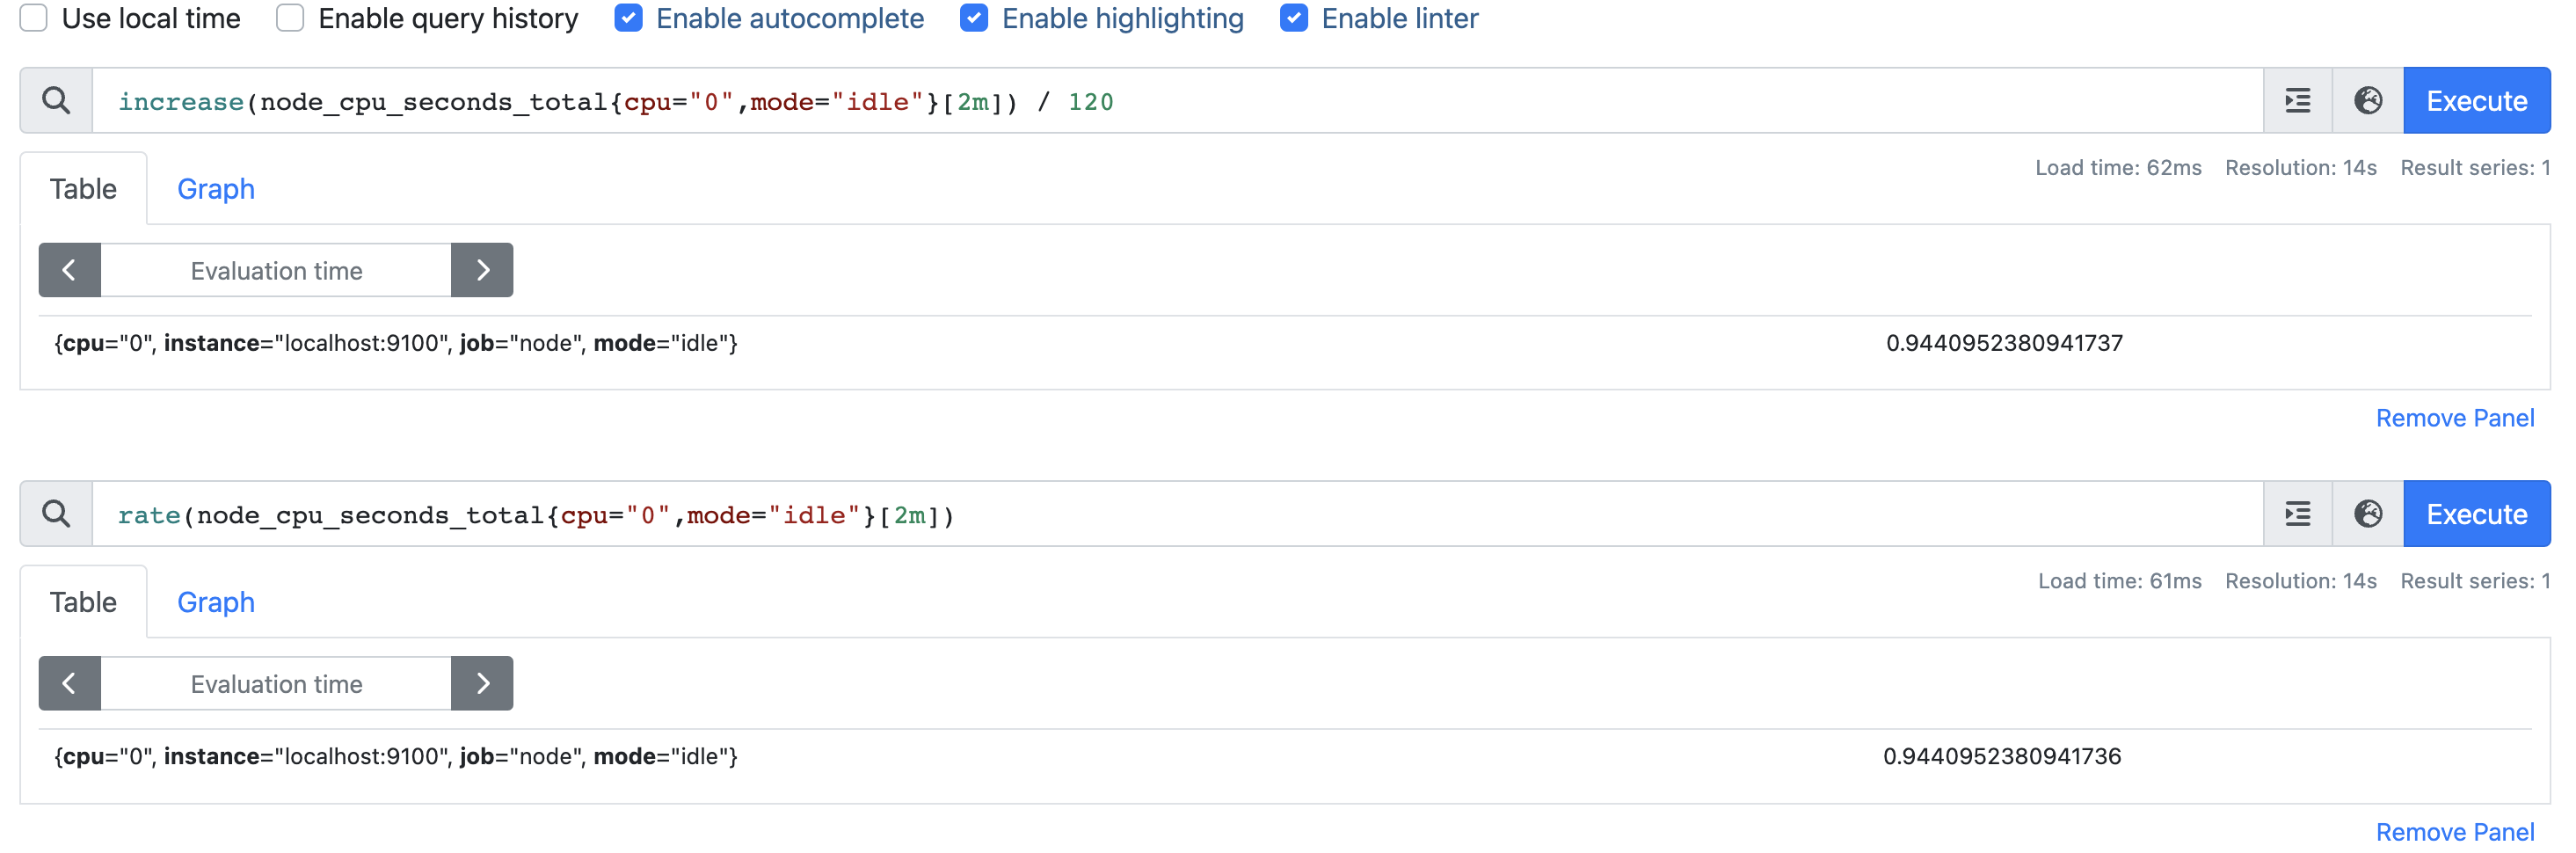 Use local time Enable query history Enable autocomplete Enable highlighting Enable linter
increase(node_cpu_seconds_total{cpu="0",mode="idle"}[2m]) / 120 Execute
Table Graph Load time: 62ms Resolution: 14s Result series: 1
Evaluation time
{cpu="0", instance="localhost:9100", job="node", mode="idle"} 0.9440952380941737
Remove Panel
rate(node_cpu_seconds_total{cpu="0",mode="idle"}[2m]) Execute
Table Graph Load time: 61ms Resolution: 14s Result series: 1
Evaluation time
{cpu="0", instance="localhost:9100", job="node", mode="idle"} 0.9440952380941736
Remove Panel